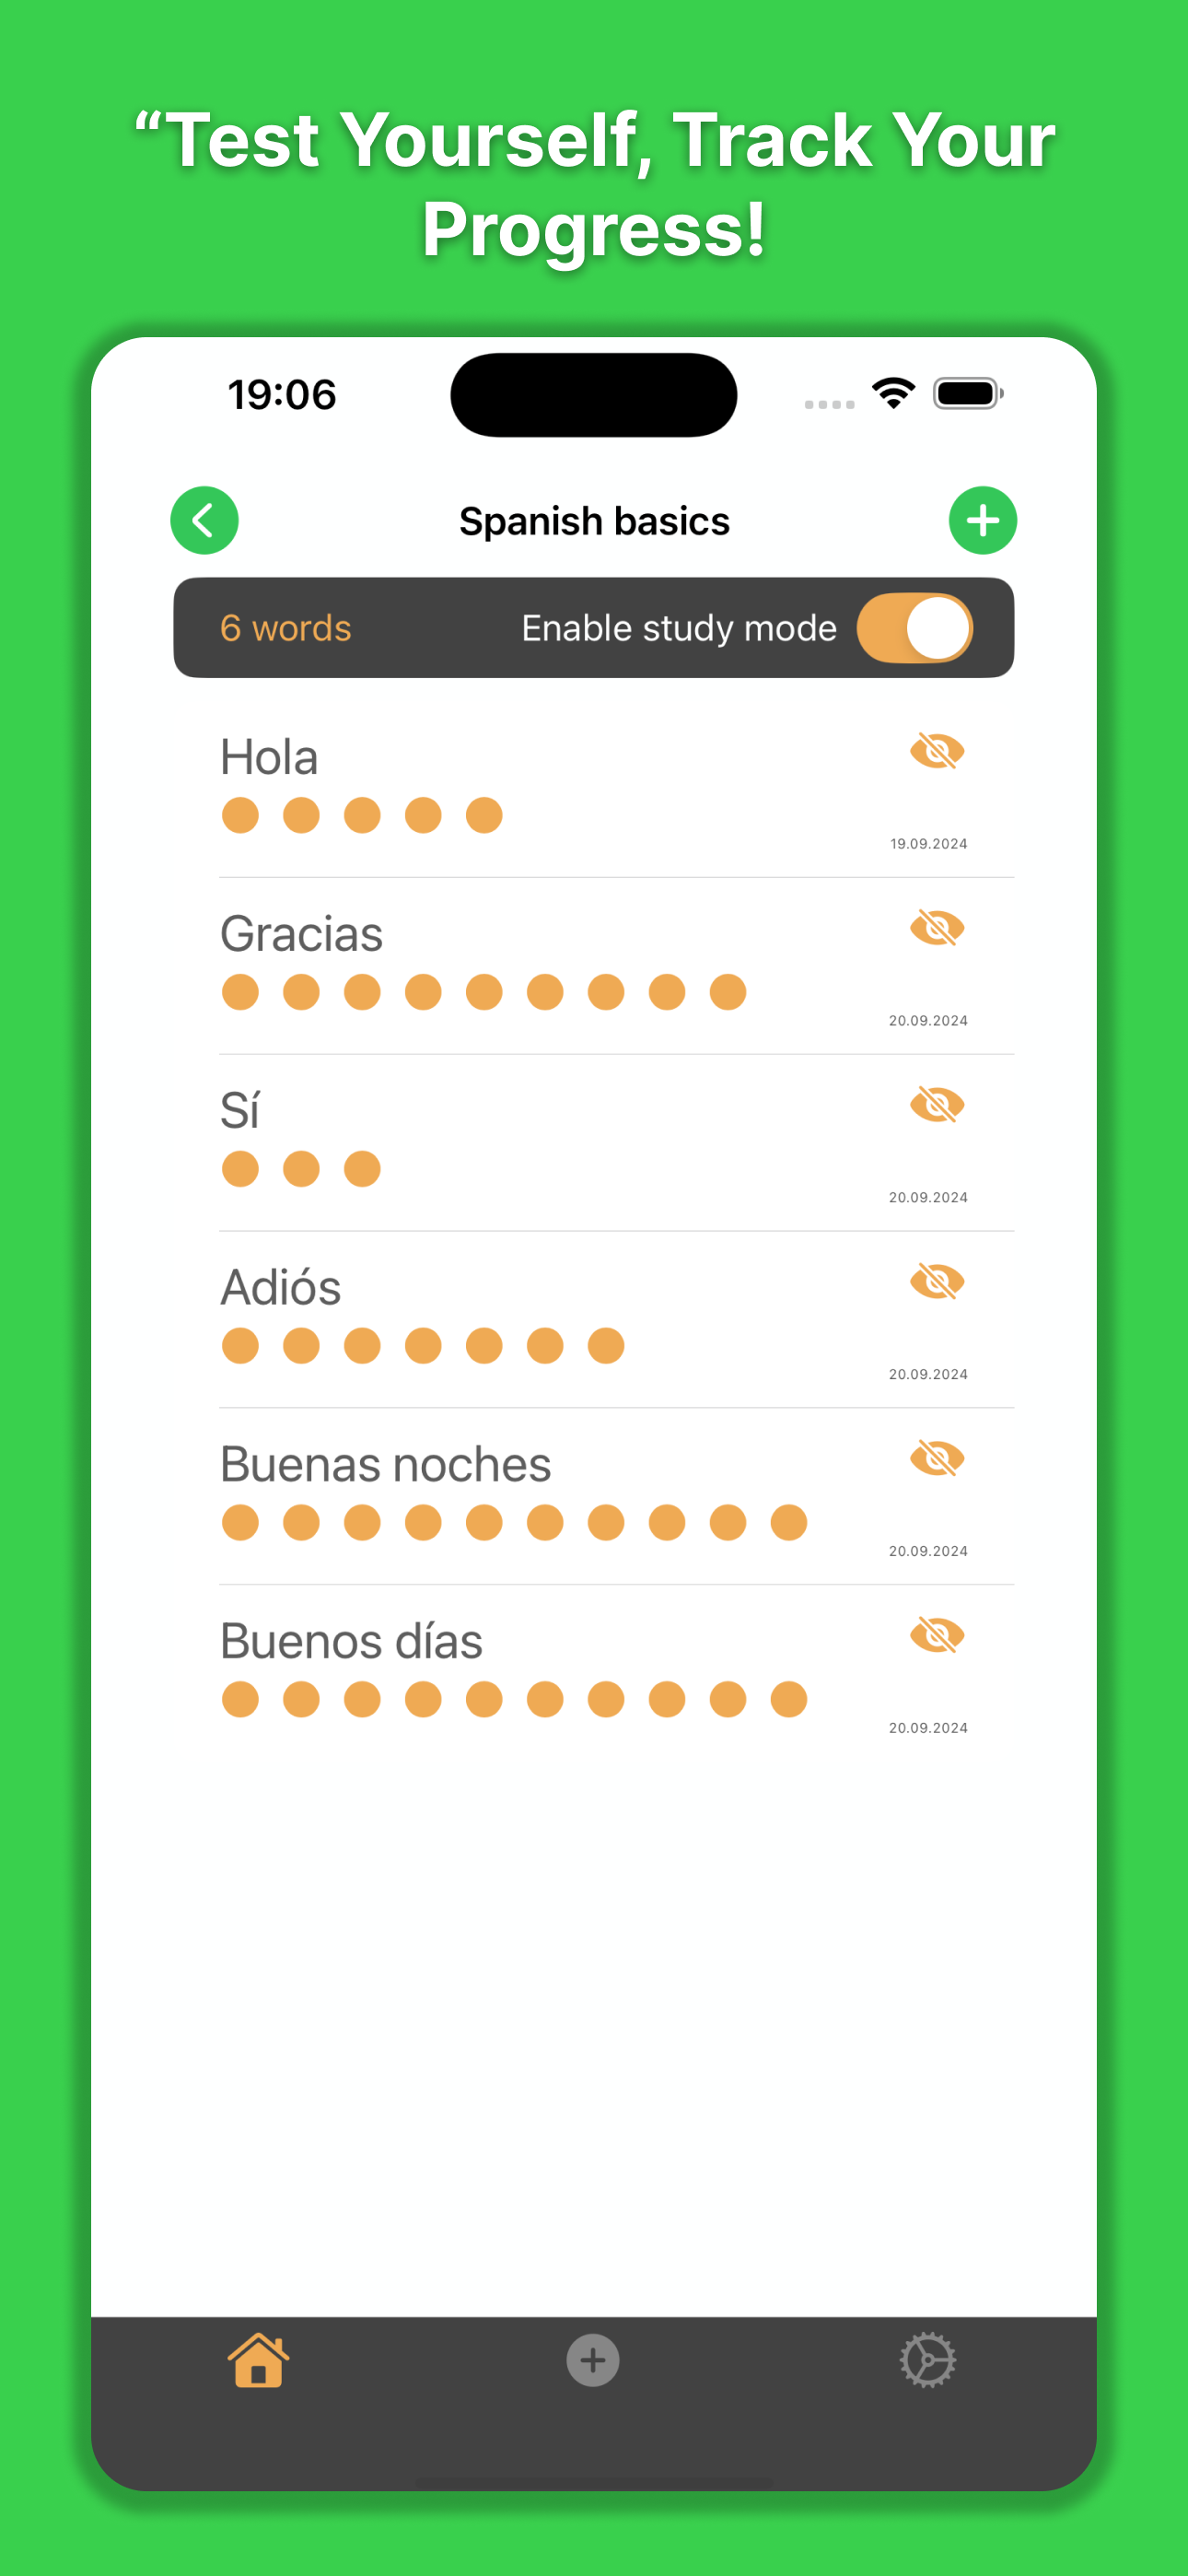 “Test Yourself, Track Your
Progress!
19:06
Spanish basics
6 words Enable study mode
Hola
19.09.2024
Gracias
20.09.2024
Sí
20.09.2024
Adiós
20.09.2024
Buenas noches
20.09.2024
Buenos días
20.09.2024